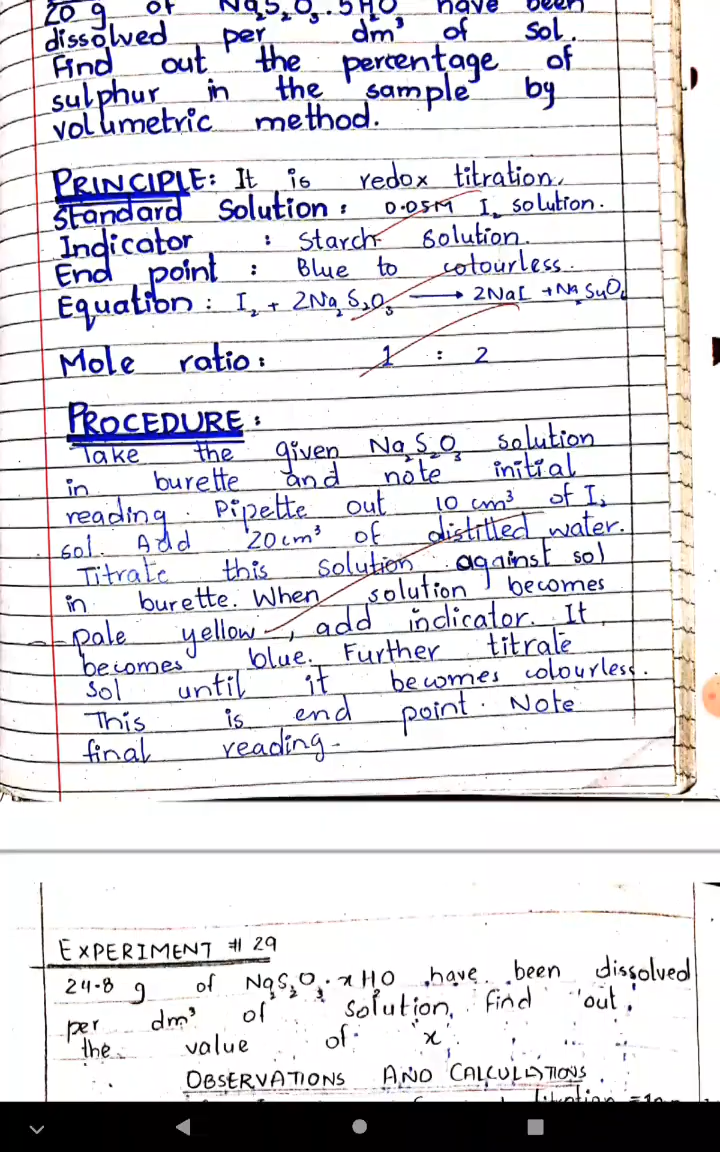 20 g of Na₂S₂O₃.5H₂O have been
dissolved per dm³ of sol.
Find out the percentage of
sulphur in the sample by
volumetric method.
PRINCIPLE: It is redox titration.
Standard Solution: 0.05M I₂ solution.
Indicator : Starch solution.
End point : Blue to colourless.
Equation : I₂ + 2Na₂S₂O₃ → 2NaI + Na₂S₄O₆
Mole ratio: 1 : 2
PROCEDURE:
Take the given Na₂S₂O₃ solution
in burette and note initial
reading. Pipette out 10 cm³ of I₂
sol. Add 20cm³ of distilled water.
Titrate this solution against sol
in burette. When solution becomes
pale yellow, add indicator. It
becomes blue. Further titrate
sol until it becomes colourless.
This is end point. Note
final reading-
EXPERIMENT # 29
24.8 g of Na₂S₂O₃.xH₂O have been dissolved
per dm³ of solution, find out
the value of x
OBSERVATIONS AND CALCULATIONS